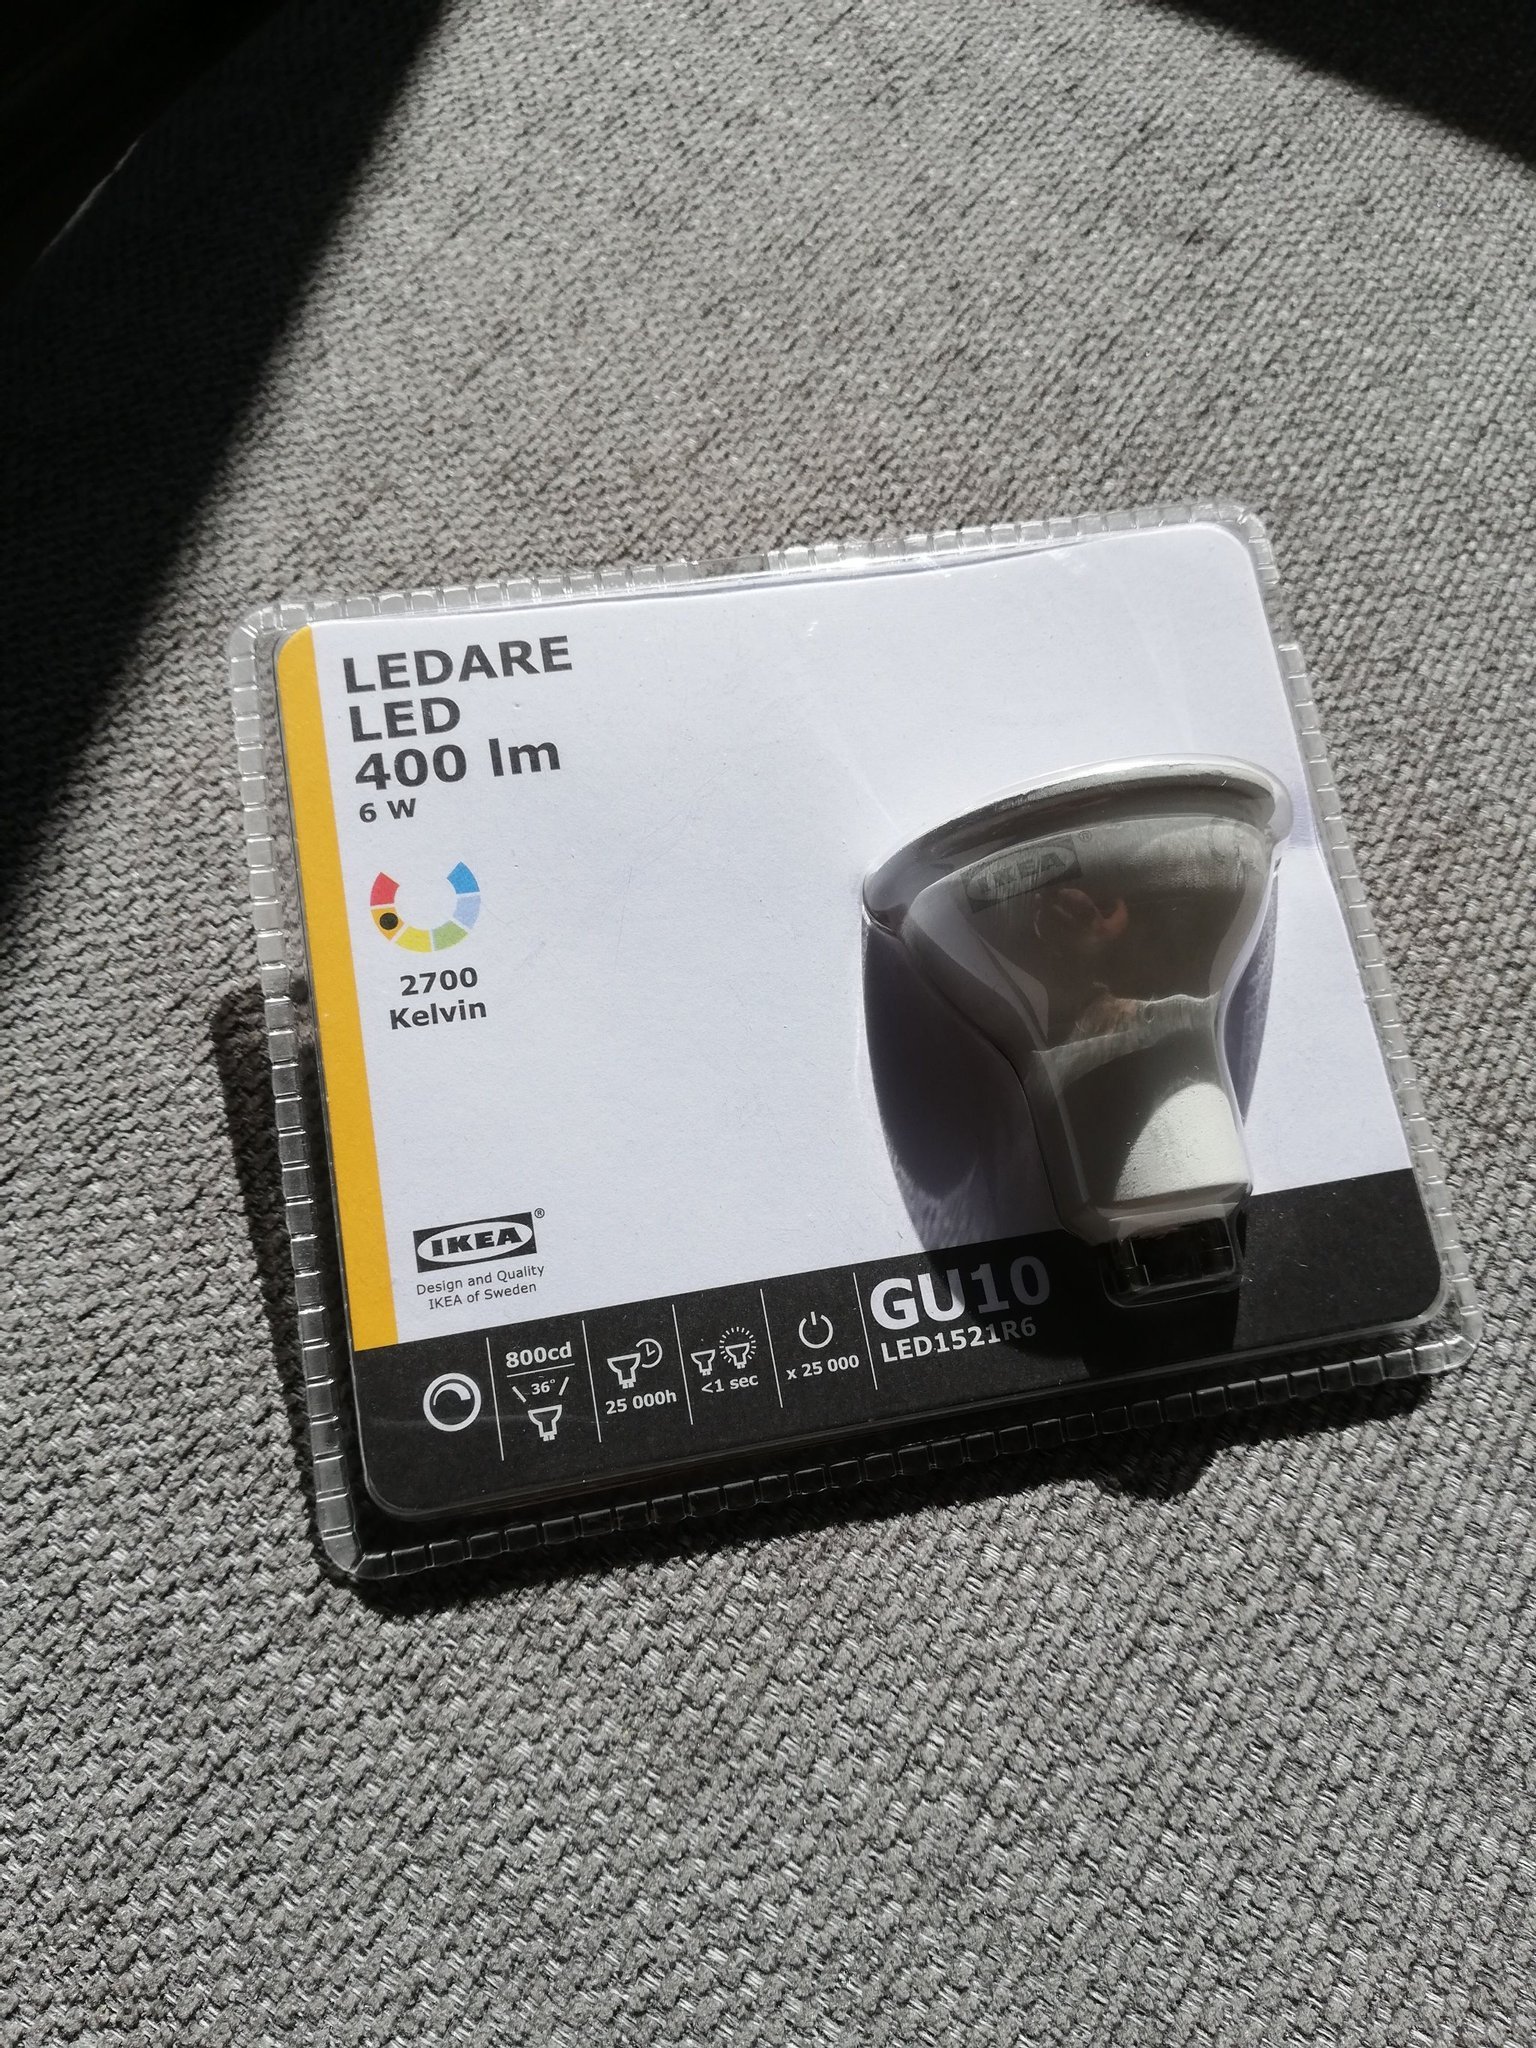 LEDARE
LED
400 lm
6 W
2700
Kelvin
IKEA®
IKEA®
Design and Quality
IKEA of Sweden
800cd
36°
25 000h
<1 sec
x 25 000
GU10
LED1521R6